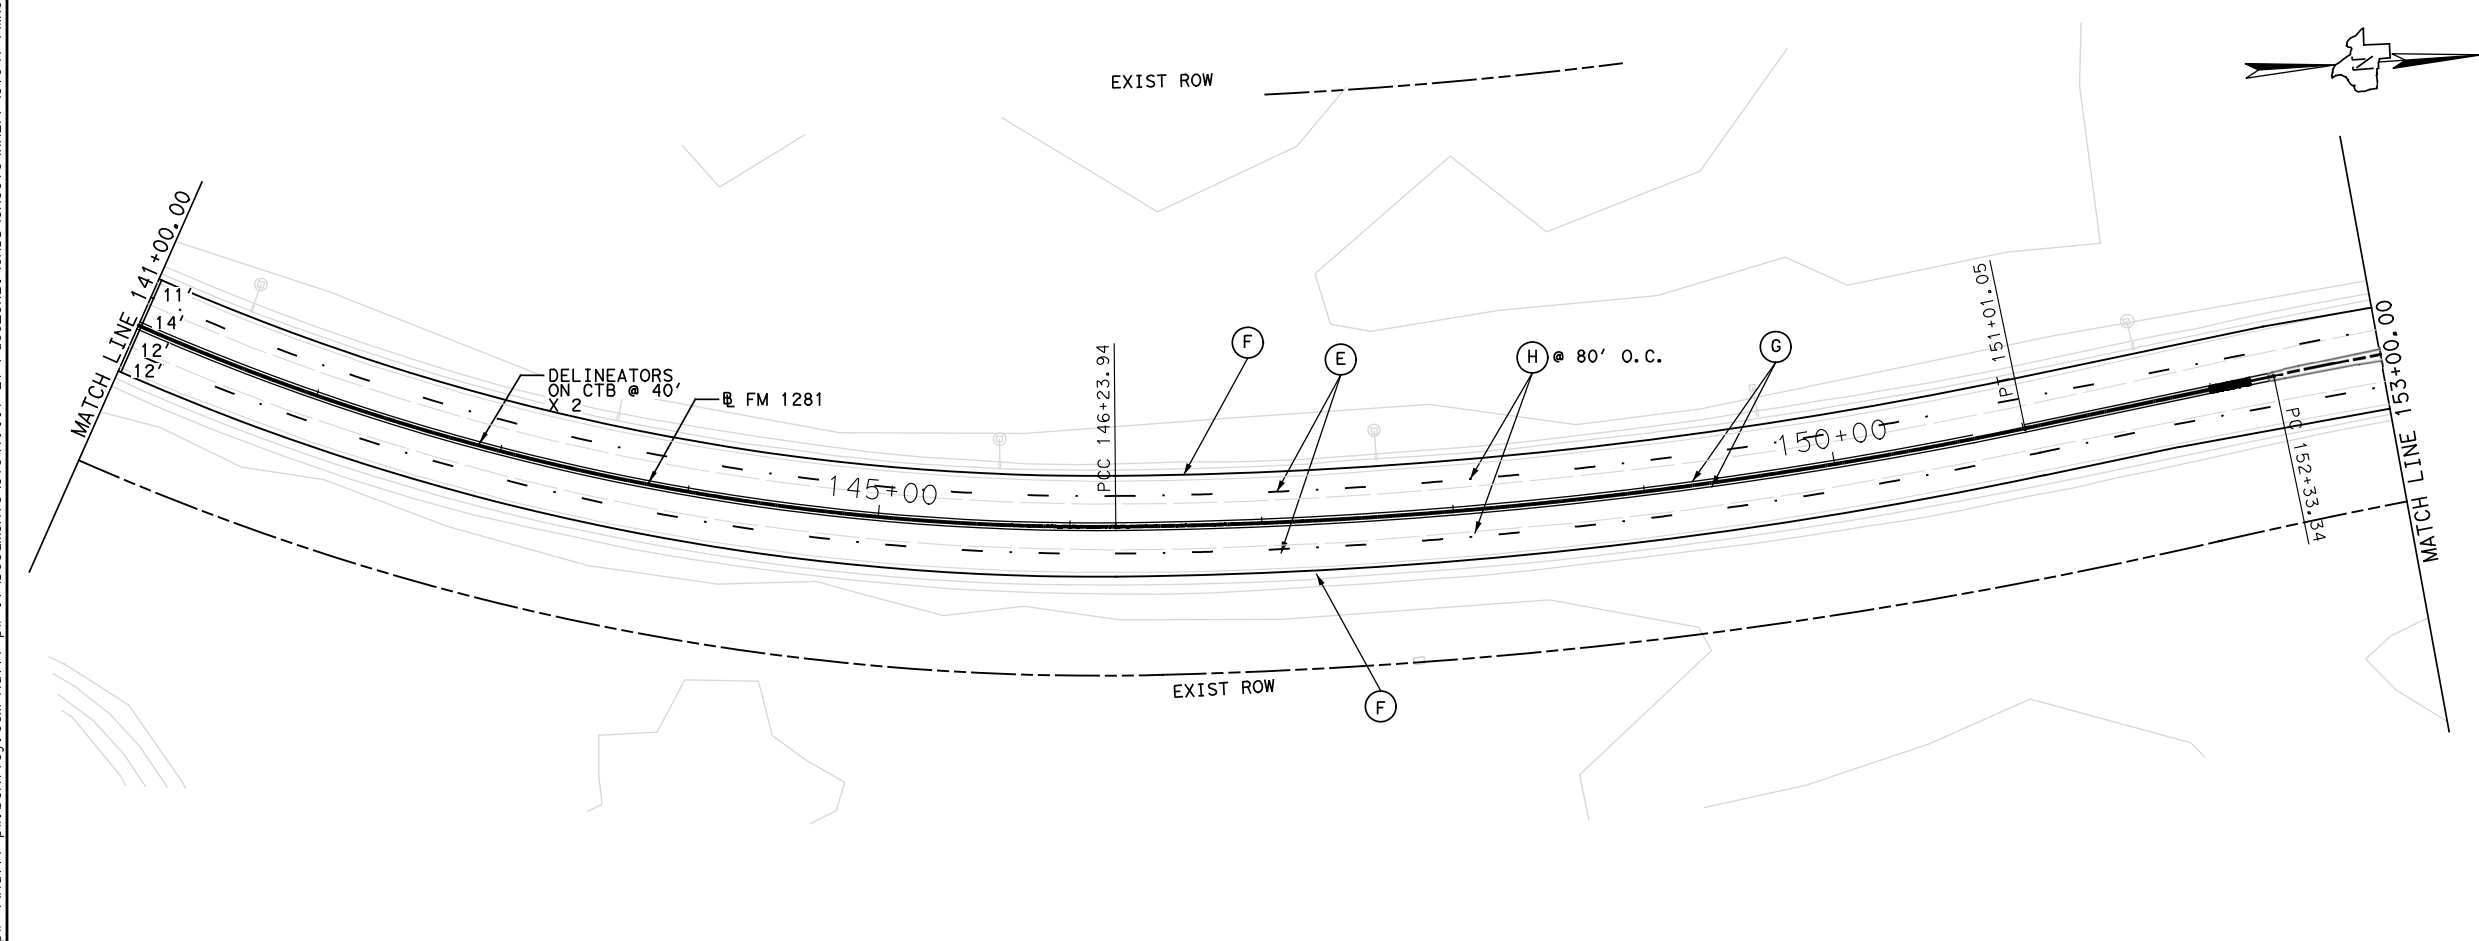 EXIST ROW
N
MATCH LINE 141+00.00
11'
14'
12'
12'
DELINEATORS
ON CTB @ 40'
X 2
BL FM 1281
145+00
PCC 146+23.94
F
E
H @ 80' O.C.
G
150+00
PT 151+01.05
PC 152+33.34
MATCH LINE 153+00.00
EXIST ROW
F